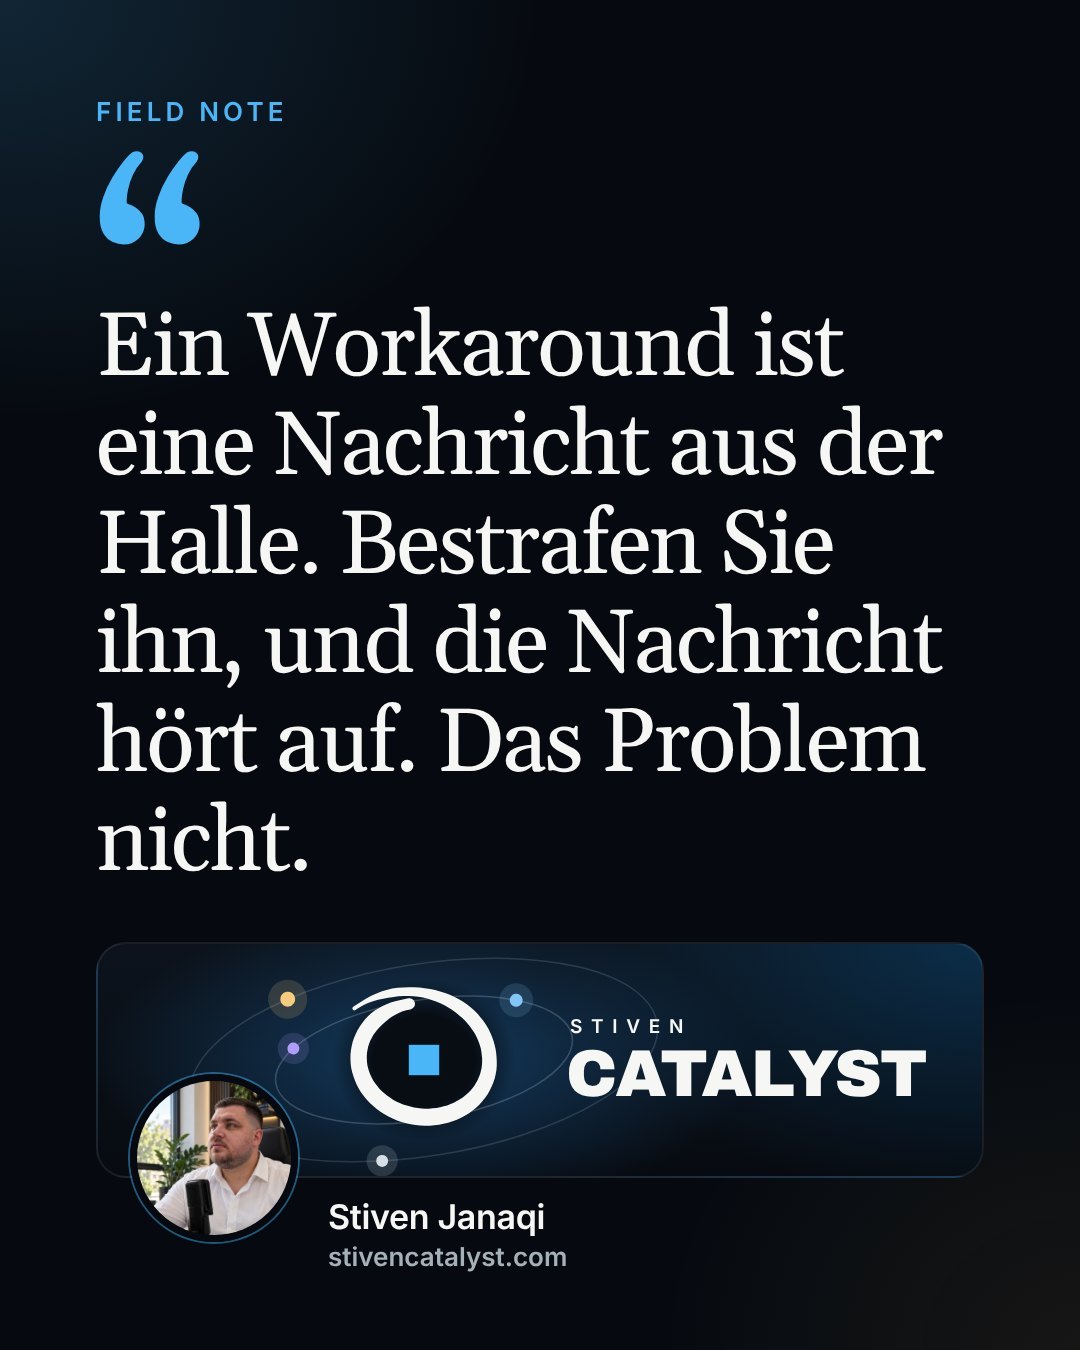 FIELD NOTE
“
Ein Workaround ist
eine Nachricht aus der
Halle. Bestrafen Sie
ihn, und die Nachricht
hört auf. Das Problem
nicht.
STIVEN
CATALYST
Stiven Janaqi
stivencatalyst.com